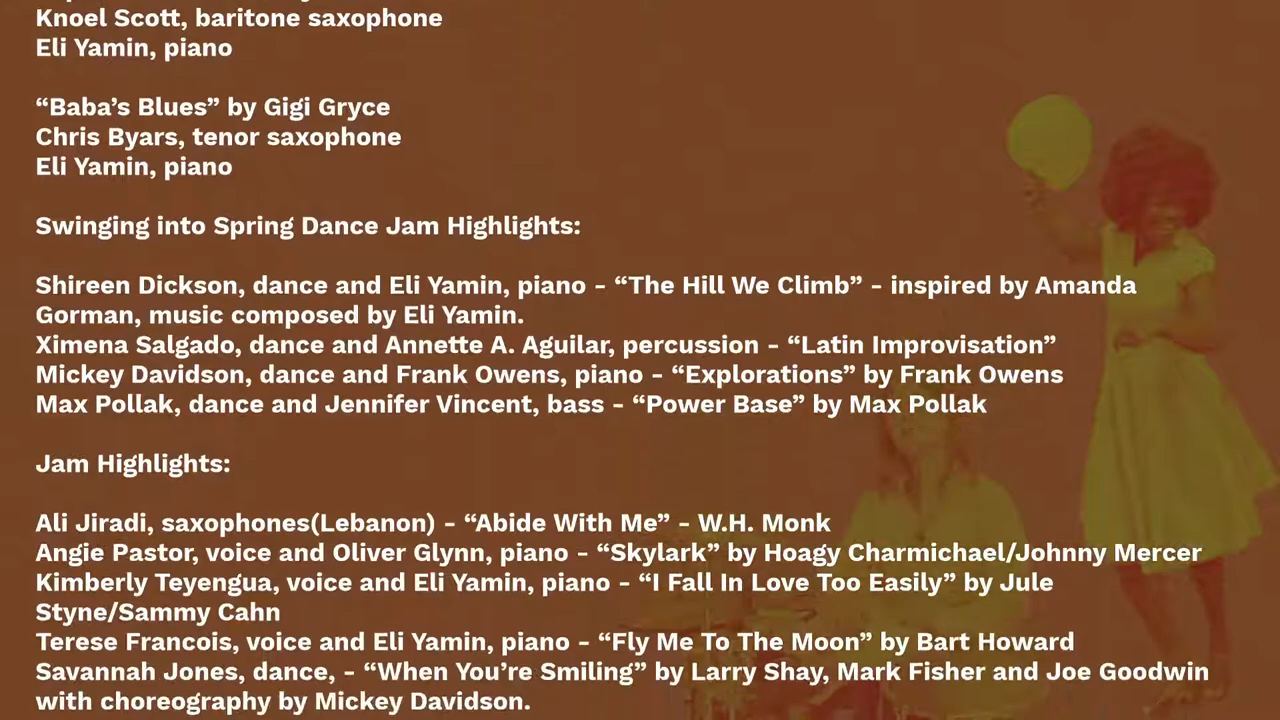 Knoel Scott, baritone saxophone
Eli Yamin, piano
“Baba’s Blues” by Gigi Gryce
Chris Byars, tenor saxophone
Eli Yamin, piano
Swinging into Spring Dance Jam Highlights:
Shireen Dickson, dance and Eli Yamin, piano - “The Hill We Climb” - inspired by Amanda
Gorman, music composed by Eli Yamin.
Ximena Salgado, dance and Annette A. Aguilar, percussion - “Latin Improvisation”
Mickey Davidson, dance and Frank Owens, piano - “Explorations” by Frank Owens
Max Pollak, dance and Jennifer Vincent, bass - “Power Base” by Max Pollak
Jam Highlights:
Ali Jiradi, saxophones(Lebanon) - “Abide With Me” - W.H. Monk
Angie Pastor, voice and Oliver Glynn, piano - “Skylark” by Hoagy Charmichael/Johnny Mercer
Kimberly Teyengua, voice and Eli Yamin, piano - “I Fall In Love Too Easily” by Jule
Styne/Sammy Cahn
Terese Francois, voice and Eli Yamin, piano - “Fly Me To The Moon” by Bart Howard
Savannah Jones, dance, - “When You’re Smiling” by Larry Shay, Mark Fisher and Joe Goodwin
with choreography by Mickey Davidson.